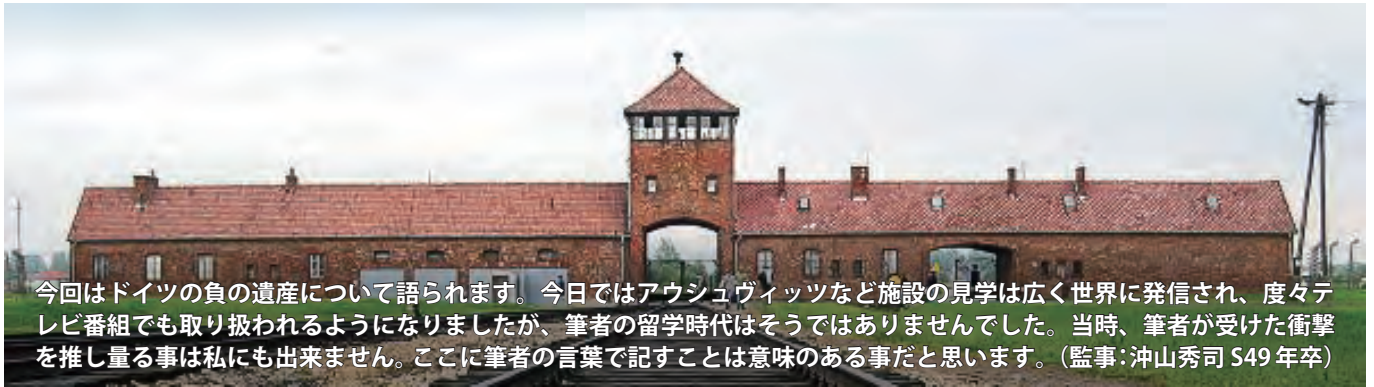 今回はドイツの負の遺産について語られます。今日ではアウシュヴィッツなど施設の見学は広く世界に発信され、度々テ
レビ番組でも取り扱われるようになりましたが、筆者の留学時代はそうではありませんでした。当時、筆者が受けた衝撃
を推し量る事は私にも出来ません。ここに筆者の言葉で記すことは意味のある事だと思います。（監事：沖山秀司 S49 年卒）